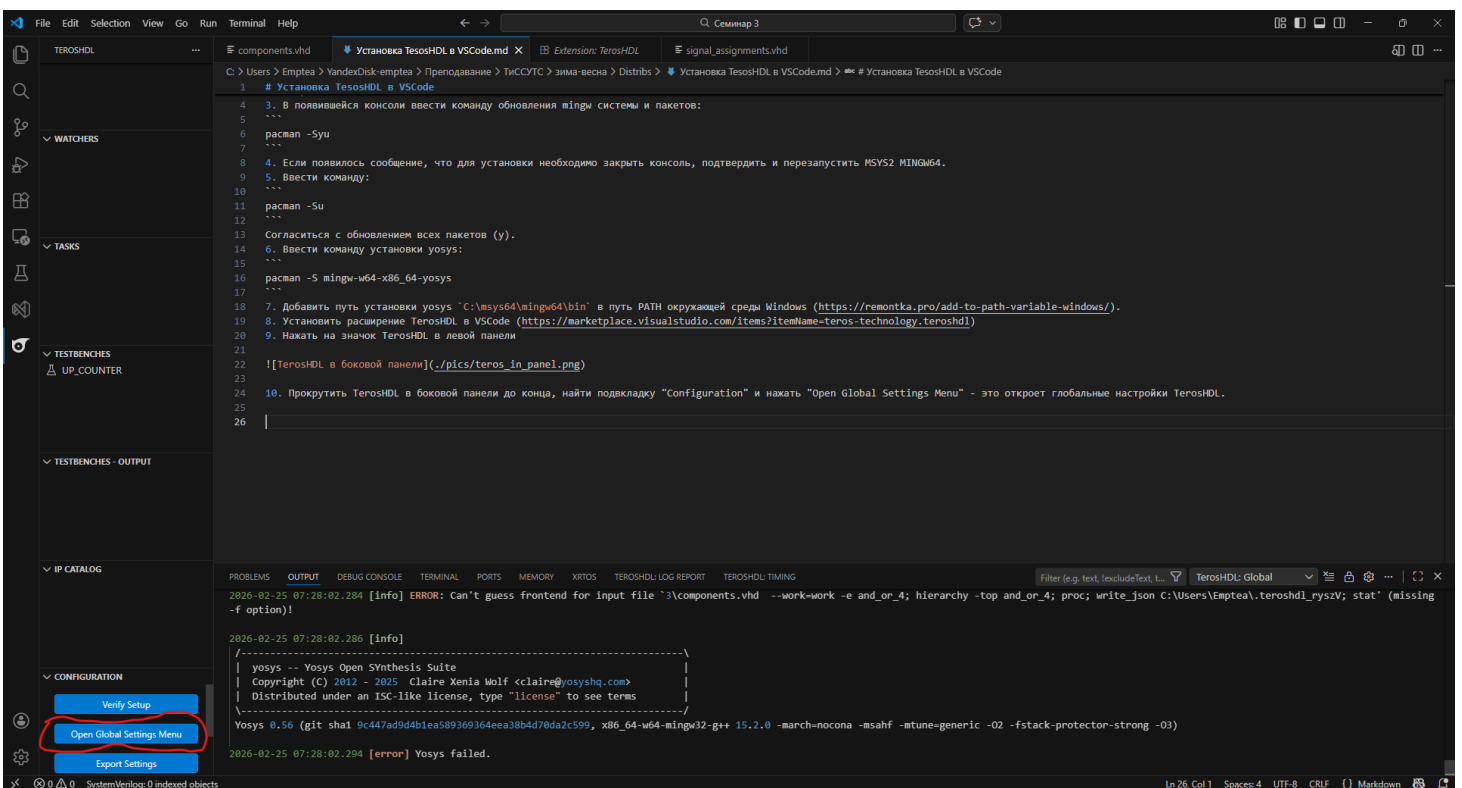 File Edit Selection View Go Run Terminal Help
Семинар 3
TEROSHDL
components.vhd
Установка TesosHDL в VSCode.md
Extension: TerosHDL
signal_assignments.vhd
C: > Users > Emptea > YandexDisk-emptea > Преподавание > ТиССУТС > зима-весна > Distribs > Установка TesosHDL в VSCode.md > # Установка TesosHDL в VSCode
1 # Установка TesosHDL в VSCode
4 3. В появившейся консоли ввести команду обновления mingw системы и пакетов:
5 ```
6 pacman -Syu
7 ```
8 4. Если появилось сообщение, что для установки необходимо закрыть консоль, подтвердить и перезапустить MSYS2 MINGW64.
9 5. Ввести команду:
10 ```
11 pacman -Su
12 ```
13 Согласиться с обновлением всех пакетов (y).
14 6. Ввести команду установки yosys:
15 ```
16 pacman -S mingw-w64-x86_64-yosys
17 ```
18 7. Добавить путь установки yosys `C:\msys64\mingw64\bin` в путь PATH окружающей среды Windows (https://remontka.pro/add-to-path-variable-windows/).
19 8. Установить расширение TerosHDL в VSCode (https://marketplace.visualstudio.com/items?itemName=teros-technology.teroshdl)
20 9. Нажать на значок TerosHDL в левой панели
21
22 ![TerosHDL в боковой панели](./pics/teros_in_panel.png)
23
24 10. Прокрутить TerosHDL в боковой панели до конца, найти подвкладку "Configuration" и нажать "Open Global Settings Menu" - это откроет глобальные настройки TerosHDL.
25
26
WATCHERS
TASKS
TESTBENCHES
UP_COUNTER
TESTBENCHES - OUTPUT
IP CATALOG
CONFIGURATION
Verify Setup
Open Global Settings Menu
Export Settings
PROBLEMS OUTPUT DEBUG CONSOLE TERMINAL PORTS MEMORY XRTOS TEROSHDL: LOG REPORT TEROSHDL: TIMING
Filter (e.g. text, !excludeText, t...
TerosHDL: Global
2026-02-25 07:28:02.284 [info] ERROR: Can't guess frontend for input file `3\components.vhd --work=work -e and_or_4; hierarchy -top and_or_4; proc; write_json C:\Users\Emptea\.teroshdl_ryszV; stat' (missing
-f option)!
2026-02-25 07:28:02.286 [info]
/----------------------------------------------------------------------------\
| yosys -- Yosys Open SYnthesis Suite |
| Copyright (C) 2012 - 2025 Claire Xenia Wolf <claire@yosyshq.com> |
| Distributed under an ISC-like license, type "license" to see terms |
\----------------------------------------------------------------------------/
Yosys 0.56 (git sha1 9c447ad9d4b1ea589369364eea38b4d70da2c599, x86_64-w64-mingw32-g++ 15.2.0 -march=nocona -msahf -mtune=generic -O2 -fstack-protector-strong -O3)
2026-02-25 07:28:02.294 [error] Yosys failed.
0 0 SystemVerilog: 0 indexed objects
Ln 26, Col 1 Spaces: 4 UTF-8 CRLF {} Markdown